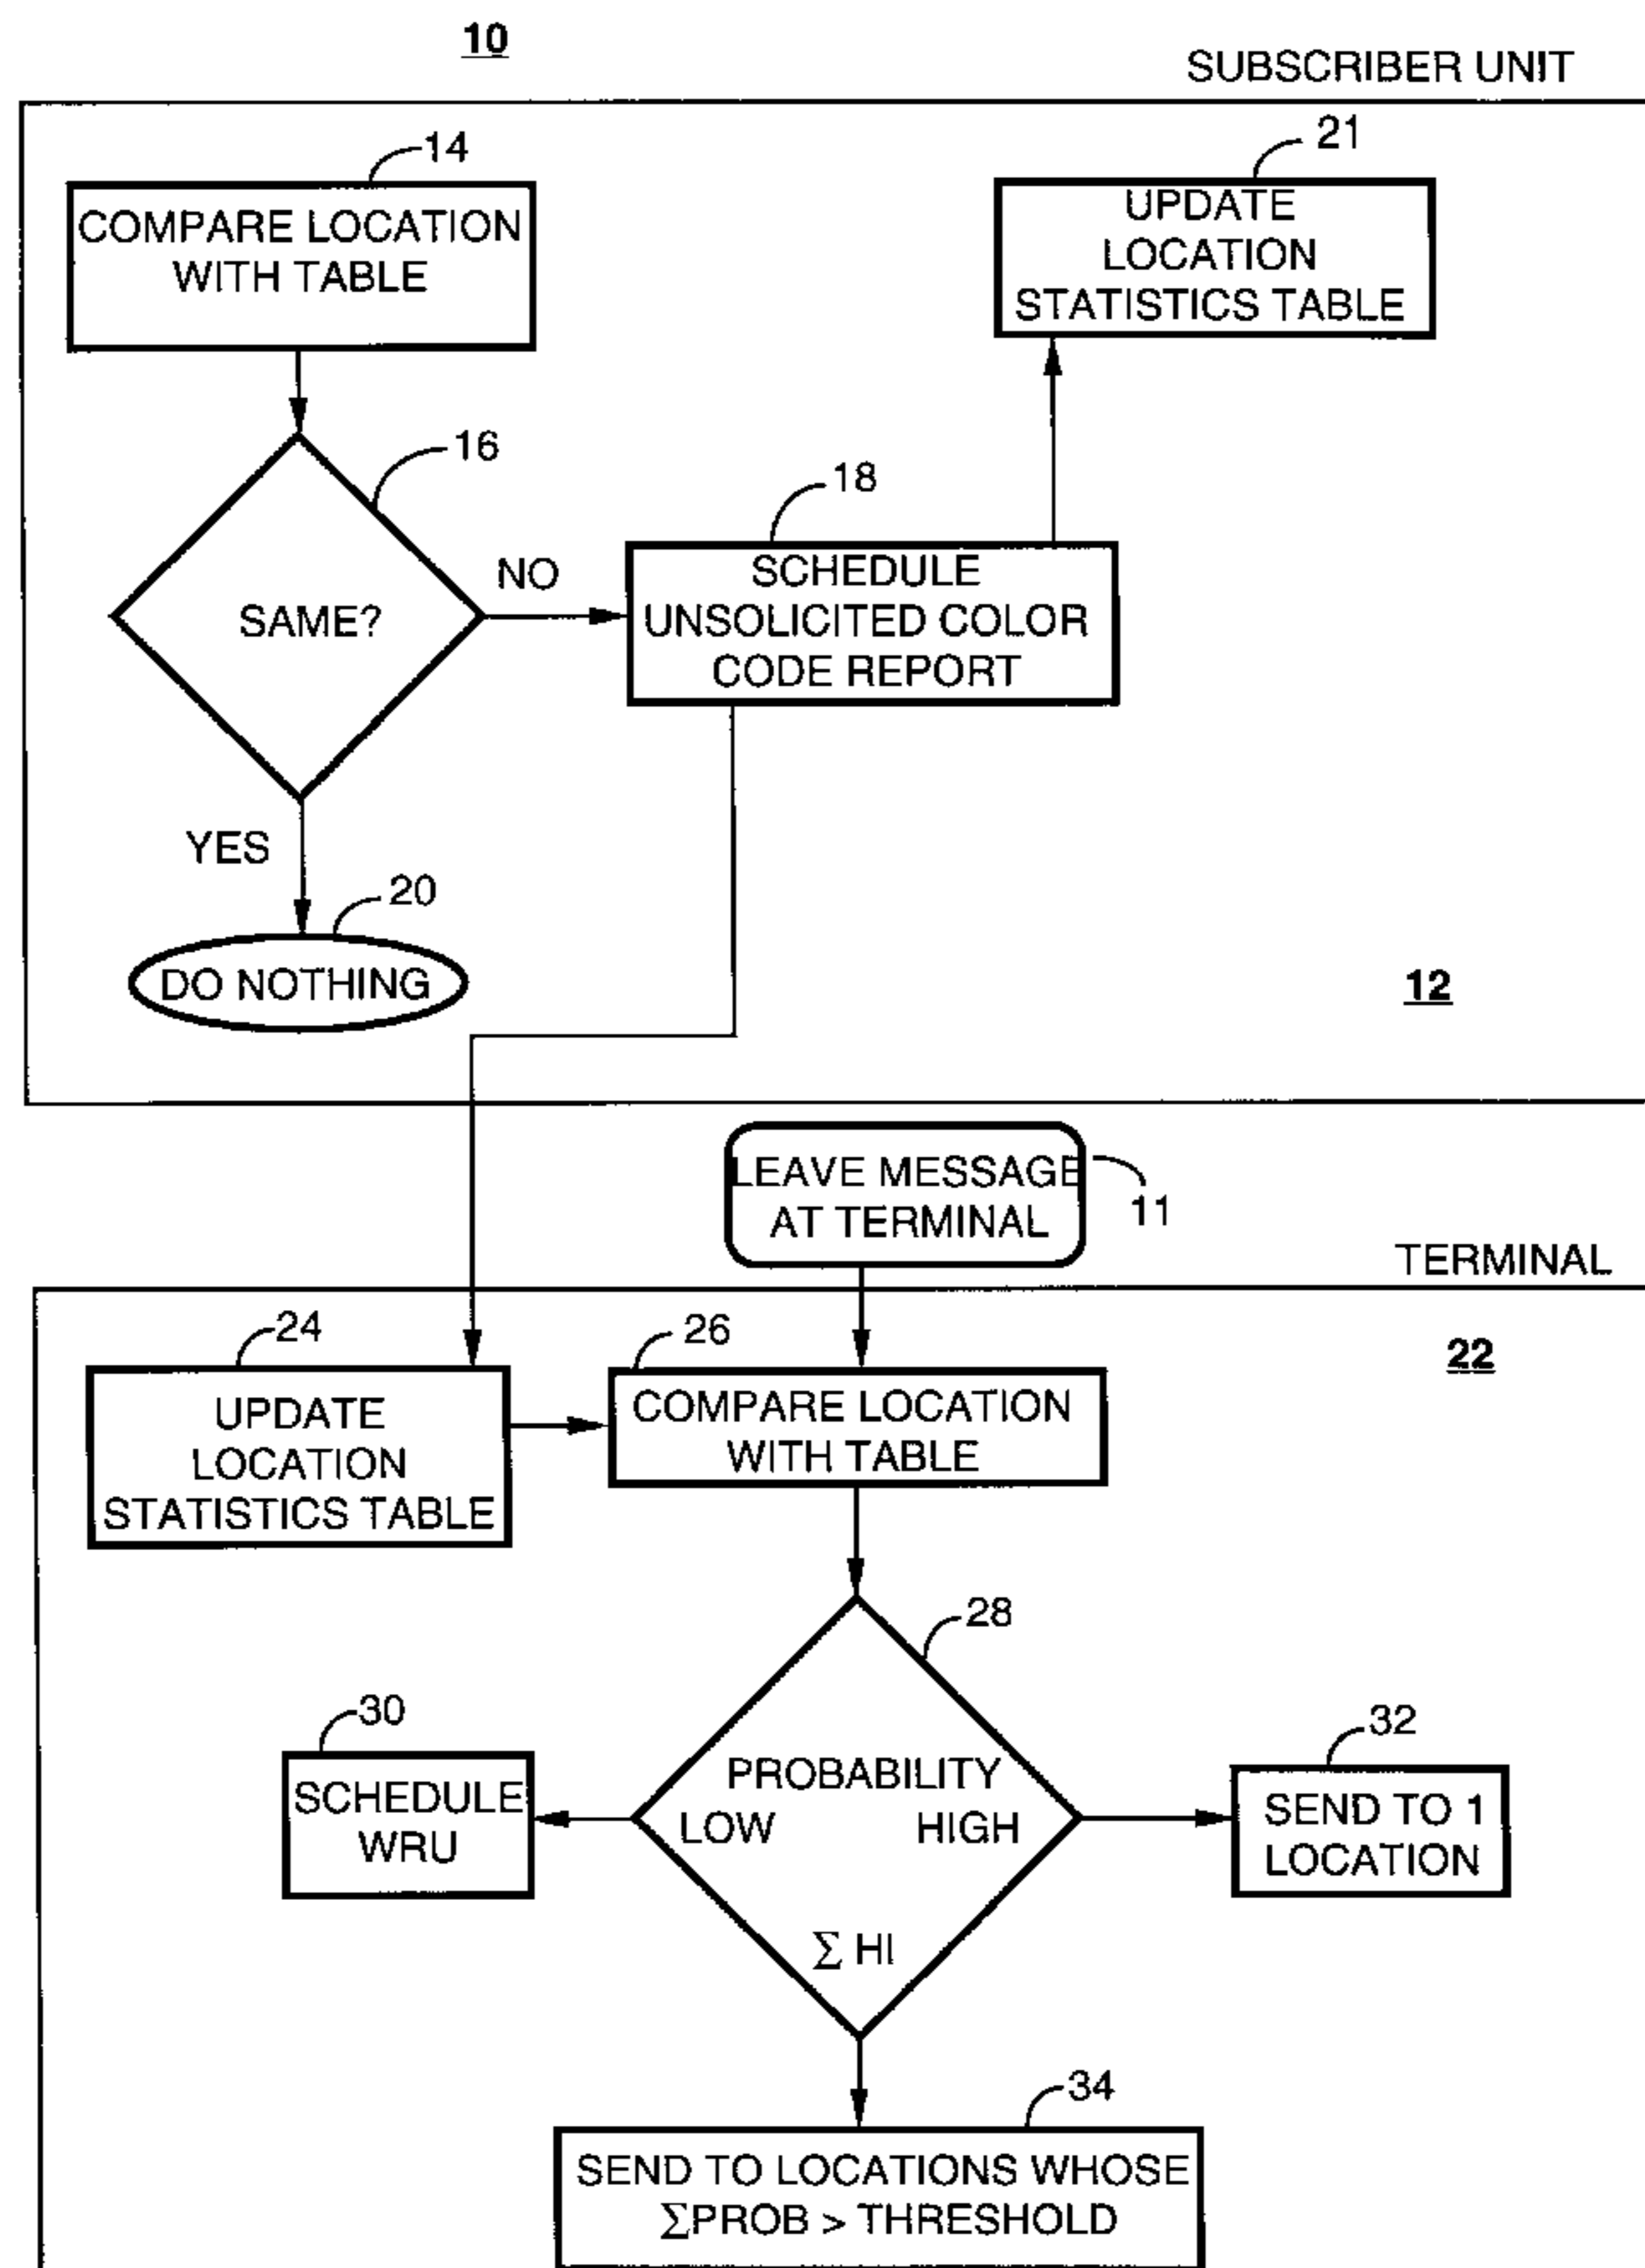 10
SUBSCRIBER UNIT
14
COMPARE LOCATION
WITH TABLE
21
UPDATE
LOCATION
STATISTICS TABLE
16
SAME?
NO
18
SCHEDULE
UNSOLICITED COLOR
CODE REPORT
YES
20
DO NOTHING
12
LEAVE MESSAGE
AT TERMINAL
11
TERMINAL
22
24
UPDATE
LOCATION
STATISTICS TABLE
26
COMPARE LOCATION
WITH TABLE
28
PROBABILITY
LOW HIGH
Σ HI
30
SCHEDULE
WRU
32
SEND TO 1
LOCATION
34
SEND TO LOCATIONS WHOSE
ΣPROB > THRESHOLD